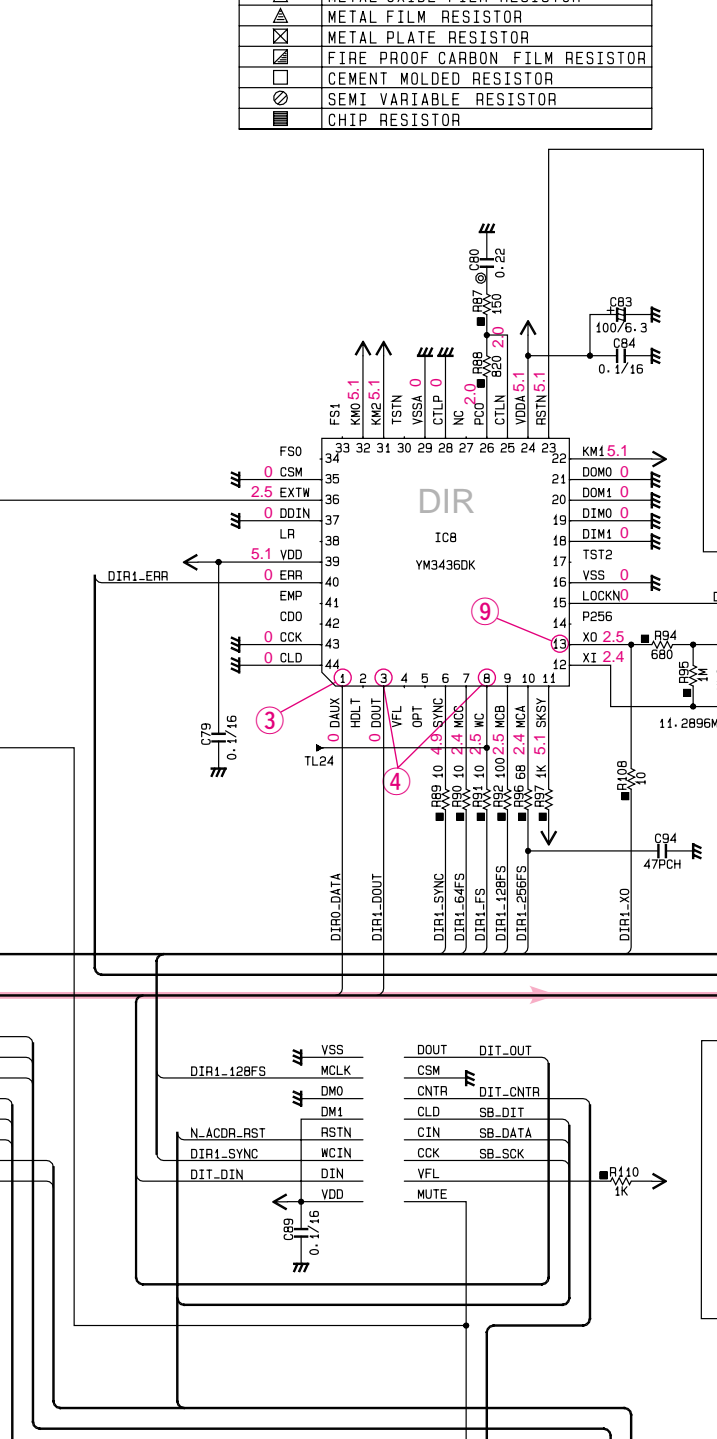 METAL OXIDE FILM RESISTOR
METAL FILM RESISTOR
METAL PLATE RESISTOR
FIRE PROOF CARBON FILM RESISTOR
CEMENT MOLDED RESISTOR
SEMI VARIABLE RESISTOR
CHIP RESISTOR
C80
0.22
R87
150
2.0
R88
820
C83
+
100/6.3
C84
0.1/16
FS1
KM0 5.1
KM2 5.1
TSTN
VSSA 0
CTLP 0
NC
PCO 2.0
CTLN
VDDA 5.1
RSTN 5.1
33 32 31 30 29 28 27 26 25 24 23
FS0 34
0 CSM 35
2.5 EXTW 36
0 DDIN 37
LR 38
5.1 VDD 39
0 ERR 40
EMP 41
CDO 42
0 CCK 43
0 CLD 44
DIR1_ERR
DIR
IC8
YM3436DK
22 KM1 5.1
21 DOM0 0
20 DOM1 0
19 DIM0 0
18 DIM1 0
17 TST2
16 VSS 0
15 LOCKN 0
14 P256
13 XO 2.5
12 XI 2.4
9
R94
680
R95
1M
11.2896M
1 2 3 4 5 6 7 8 9 10 11
3
4
0 DAUX
HDLT
0 DOUT
VFL
OPT
4.9 SYNC
2.4 MCC
2.5 WC
2.5 MCB
2.4 MCA
5.1 SKSY
C79
0.1/16
TL24
R89 10
R90 10
R91 10
R92 100
R96 68
R97 1K
R108
10
C94
47PCH
DIR0_DATA
DIR1_DOUT
DIR1_SYNC
DIR1_64FS
DIR1_FS
DIR1_128FS
DIR1_256FS
DIR1_XO
VSS DOUT DIT_OUT
DIR1_128FS MCLK CSM
DM0 CNTR DIT_CNTR
DM1 CLD SB_DIT
N_ACDR_RST RSTN CIN SB_DATA
DIR1_SYNC WCIN CCK SB_SCK
DIT_DIN DIN VFL
VDD MUTE
R110
1K
C89
0.1/16